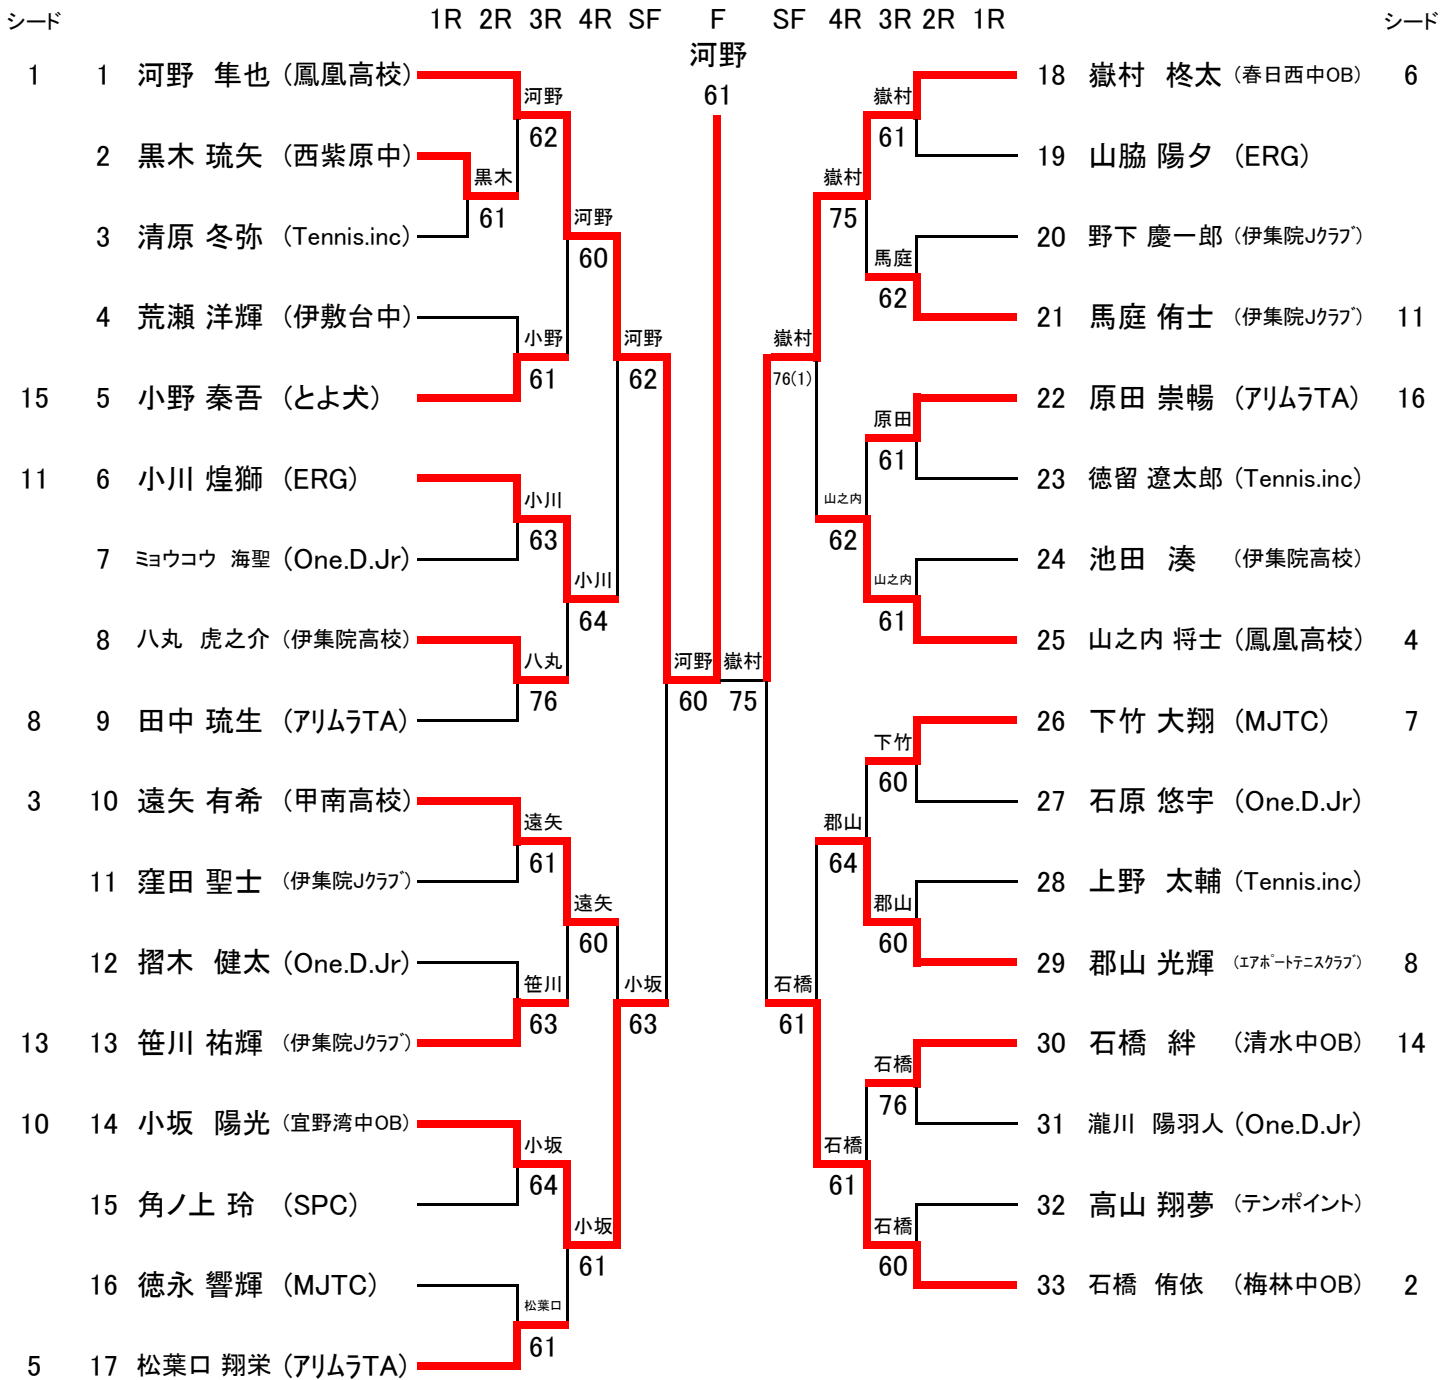 シード 1R 2R 3R 4R SF F SF 4R 3R 2R 1R シード
河野
61
1 1 河野 隼也 (鳳凰高校) 18 嶽村 柊太 (春日西中OB) 6
河野 嶽村
62 61
2 黒木 琉矢 (西紫原中) 19 山脇 陽夕 (ERG)
黒木 嶽村
61 75
3 清原 冬弥 (Tennis.inc) 20 野下 慶一郎 (伊集院Jクラブ)
河野 馬庭
60 62
4 荒瀬 洋輝 (伊敷台中) 21 馬庭 侑士 (伊集院Jクラブ) 11
小野 河野 嶽村
61 62 76(1)
15 5 小野 秦吾 (とよ犬) 22 原田 崇暢 (アリムラTA) 16
原田
61
11 6 小川 煌獅 (ERG) 23 徳留 遼太郎 (Tennis.inc)
小川 山之内
63 62
7 ミョウコウ 海聖 (One.D.Jr) 24 池田 湊 (伊集院高校)
小川 山之内
64 61
8 八丸 虎之介 (伊集院高校) 25 山之内 将士 (鳳凰高校) 4
八丸 河野 嶽村
76 60 75
8 9 田中 琉生 (アリムラTA) 26 下竹 大翔 (MJTC) 7
下竹
60
3 10 遠矢 有希 (甲南高校) 27 石原 悠宇 (One.D.Jr)
遠矢 郡山
61 64
11 窪田 聖士 (伊集院Jクラブ) 28 上野 太輔 (Tennis.inc)
遠矢 郡山
60 60
12 摺木 健太 (One.D.Jr) 29 郡山 光輝 (エアポートテニスクラブ) 8
笹川 小坂 石橋
63 63 61
13 13 笹川 祐輝 (伊集院Jクラブ) 30 石橋 絆 (清水中OB) 14
石橋
76
10 14 小坂 陽光 (宜野湾中OB) 31 瀧川 陽羽人 (One.D.Jr)
小坂 石橋
64 61
15 角ノ上 玲 (SPC) 32 高山 翔夢 (テンポイント)
小坂 石橋
61 60
16 徳永 響輝 (MJTC) 33 石橋 侑依 (梅林中OB) 2
松葉口
61
5 17 松葉口 翔栄 (アリムラTA)